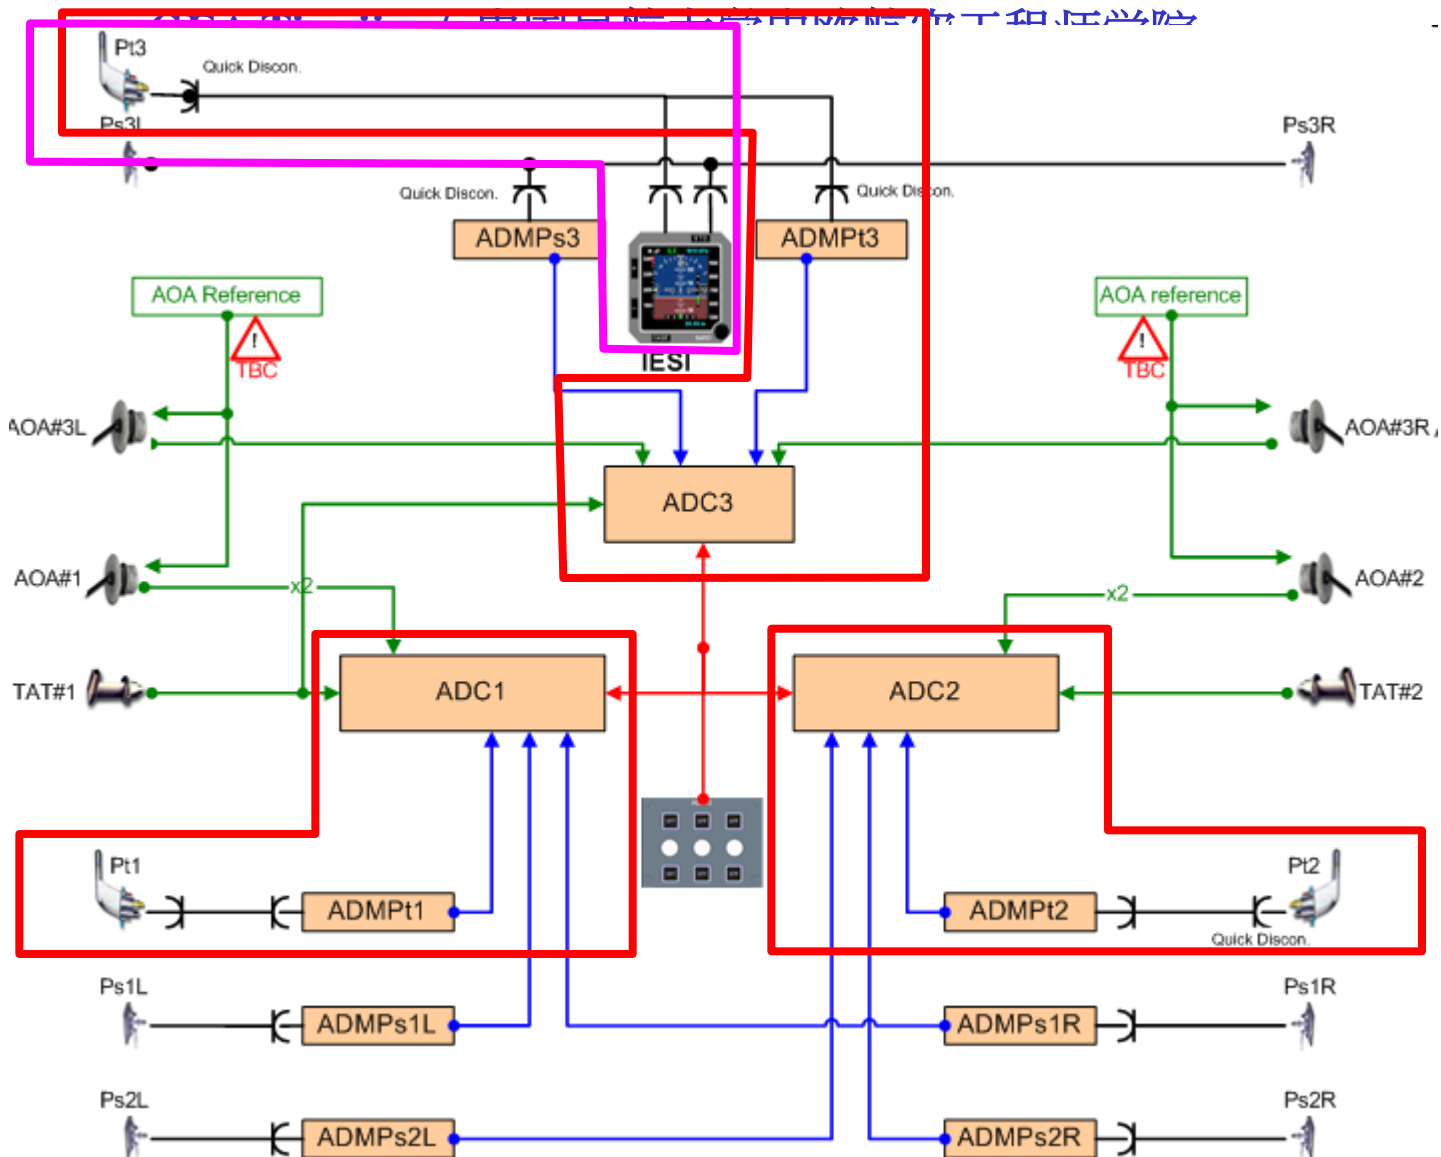 Pt3
Quick Discon.
Ps3L
Ps3R
Quick Discon.
Quick Discon.
ADMPs3
ADMPt3
AOA Reference
AOA reference
!
TBC
!
TBC
IESI
AOA#3L
AOA#3R
ADC3
AOA#1
x2
x2
AOA#2
TAT#1
ADC1
ADC2
TAT#2
Pt1
Pt2
ADMPt1
ADMPt2
Quick Discon.
Ps1L
Ps1R
ADMPs1L
ADMPs1R
Ps2L
Ps2R
ADMPs2L
ADMPs2R